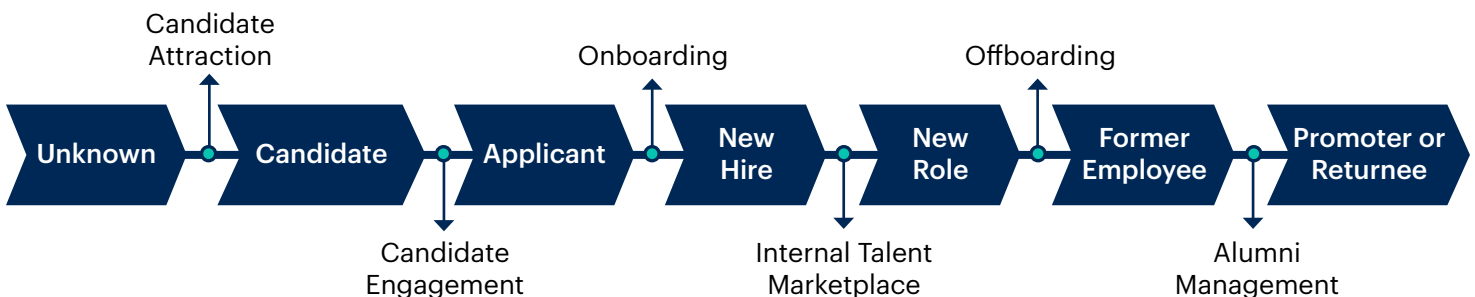 Candidate
Attraction
Onboarding
Offboarding
Unknown
Candidate
Applicant
New
Hire
New
Role
Former
Employee
Promoter or
Returnee
Candidate
Engagement
Internal Talent
Marketplace
Alumni
Management